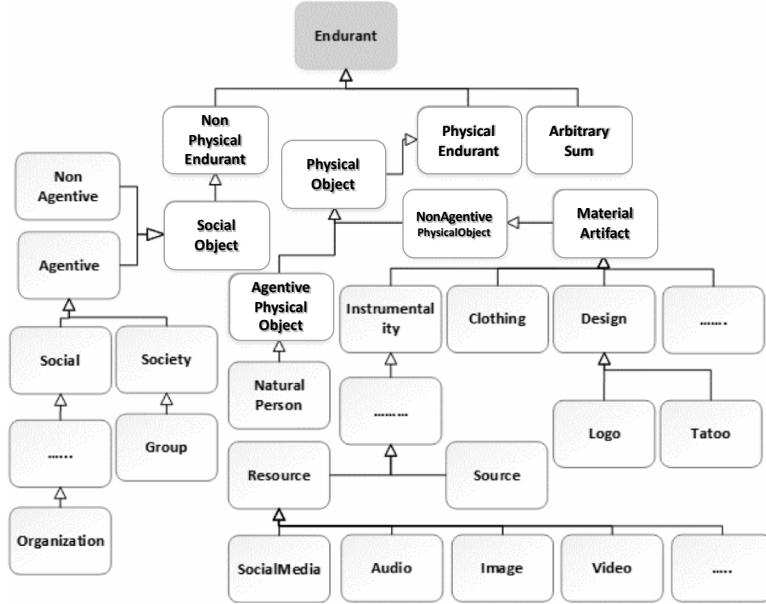 Endurant
Non
Physical
Endurant
Physical
Endurant
Arbitrary
Sum
Physical
Object
Non
Agentive
Social
Object
NonAgentive
PhysicalObject
Material
Artifact
Agentive
Agentive
Physical
Object
Instrumental
ity
Clothing
Design
.......
Social
Society
Natural
Person
.........
Logo
Tatoo
......
Group
Resource
Source
Organization
SocialMedia
Audio
Image
Video
.....